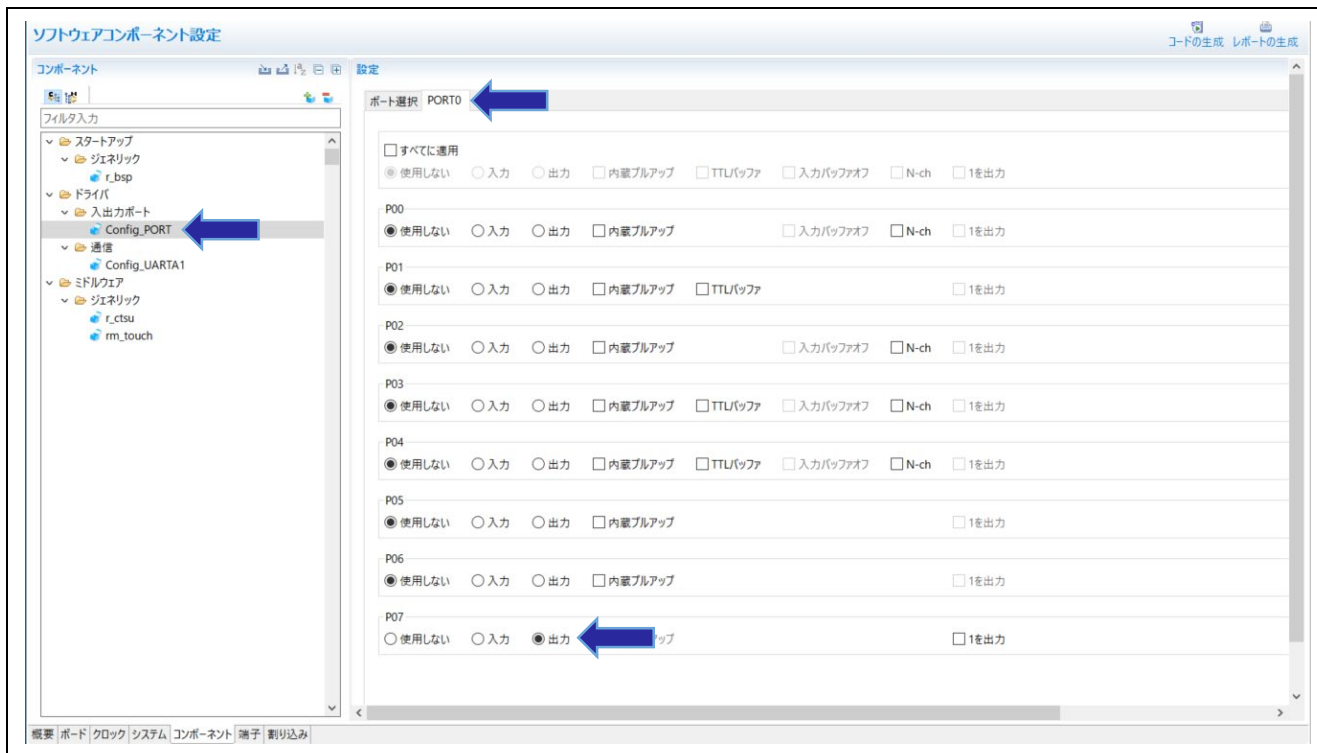 ソフトウェアコンポーネント設定
コードの生成 レポートの生成
コンポーネント
フィルタ入力
スタートアップ
ジェネリック
r_bsp
ドライバ
入出力ポート
Config_PORT
通信
Config_UARTA1
ミドルウェア
ジェネリック
r_ctsu
rm_touch
設定
ポート選択 PORT0
すべてに適用
使用しない 入力 出力 内蔵プルアップ TTLバッファ 入力バッファオフ N-ch 1を出力
P00
使用しない 入力 出力 内蔵プルアップ 入力バッファオフ N-ch 1を出力
P01
使用しない 入力 出力 内蔵プルアップ TTLバッファ 1を出力
P02
使用しない 入力 出力 内蔵プルアップ 入力バッファオフ N-ch 1を出力
P03
使用しない 入力 出力 内蔵プルアップ TTLバッファ 入力バッファオフ N-ch 1を出力
P04
使用しない 入力 出力 内蔵プルアップ TTLバッファ 入力バッファオフ N-ch 1を出力
P05
使用しない 入力 出力 内蔵プルアップ 1を出力
P06
使用しない 入力 出力 内蔵プルアップ 1を出力
P07
使用しない 入力 出力 ップ 1を出力
概要 ボード クロック システム コンポーネント 端子 割り込み